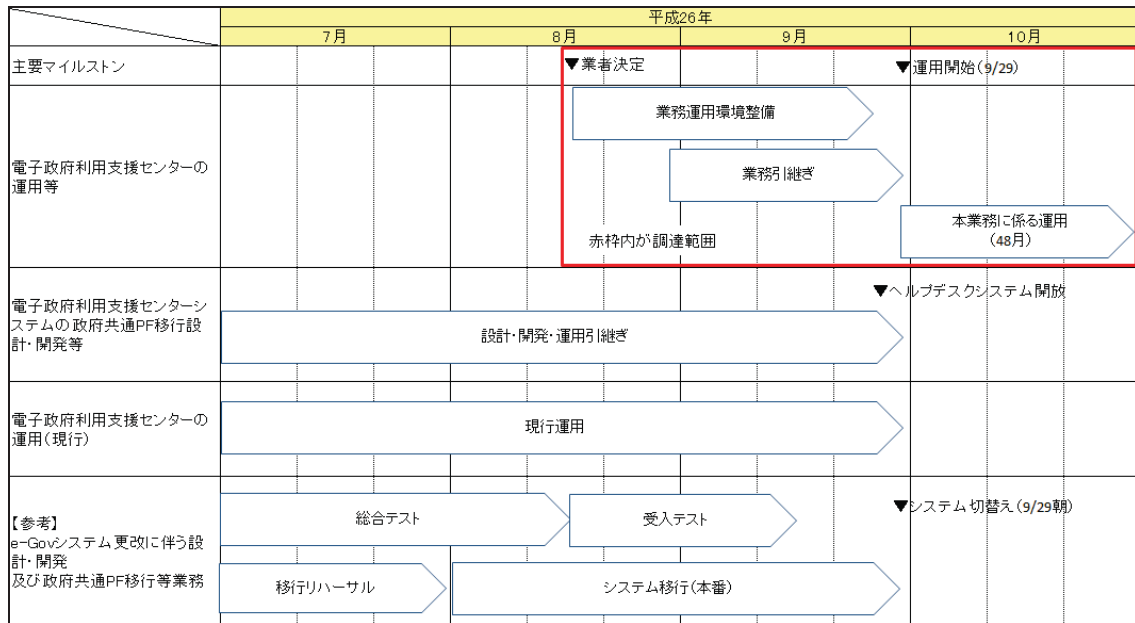 平成26年
7月
8月
9月
10月
主要マイルストン
▼業者決定
▼運用開始(9/29)
電子政府利用支援センターの
運用等
業務運用環境整備
業務引継ぎ
本業務に係る運用
(48月)
赤枠内が調達範囲
電子政府利用支援センターシ
ステムの政府共通PF移行設
計・開発等
▼ヘルプデスクシステム開放
設計・開発・運用引継ぎ
電子政府利用支援センターの
運用(現行)
現行運用
【参考】
e-Govシステム更改に伴う設
計・開発
及び政府共通PF移行等業務
総合テスト
受入テスト
▼システム切替え(9/29朝)
移行リハーサル
システム移行(本番)